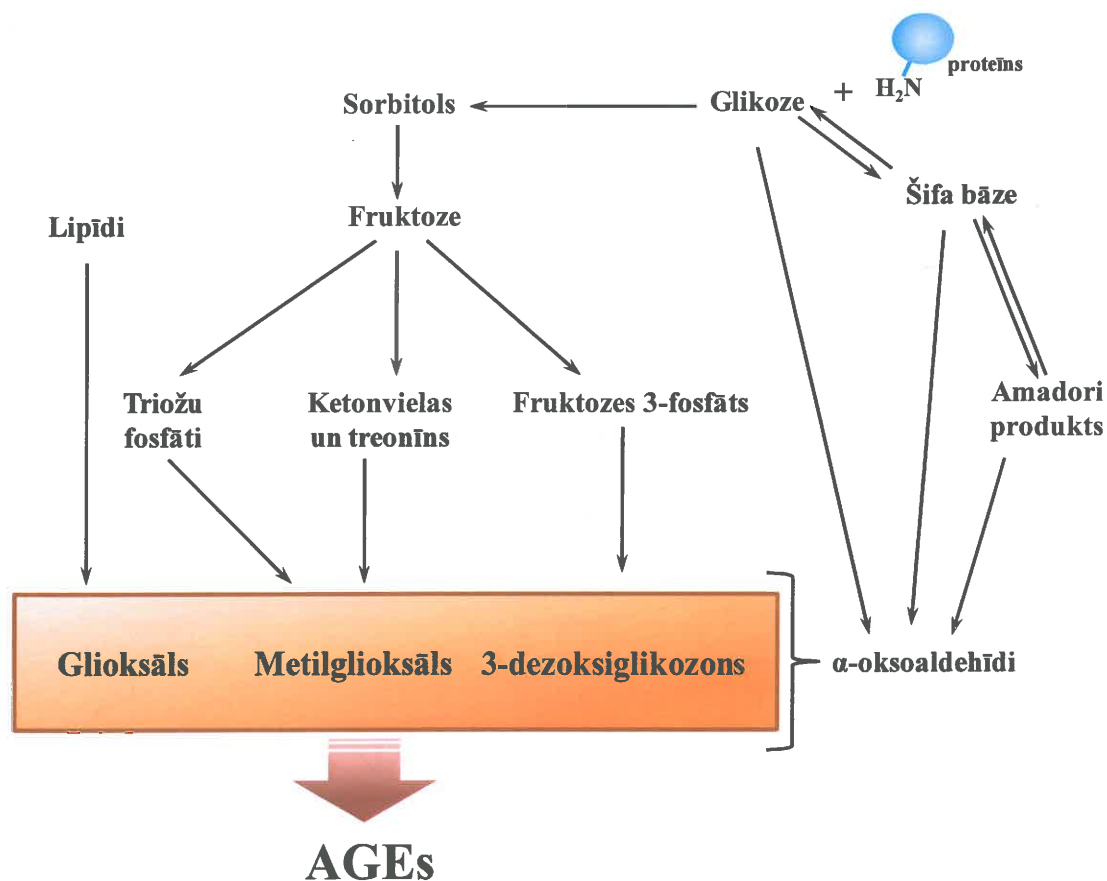 proteīns
H₂N
+
Glikoze
Sorbitols
Šifa bāze
Fruktoze
Lipīdi
Triožu
fosfāti
Ketonvielas
un treonīns
Fruktozes 3-fosfāts
Amadori
produkts
Glioksāls
Metilglioksāls
3-dezoksiglikozons
α-oksoaldehīdi
AGEs